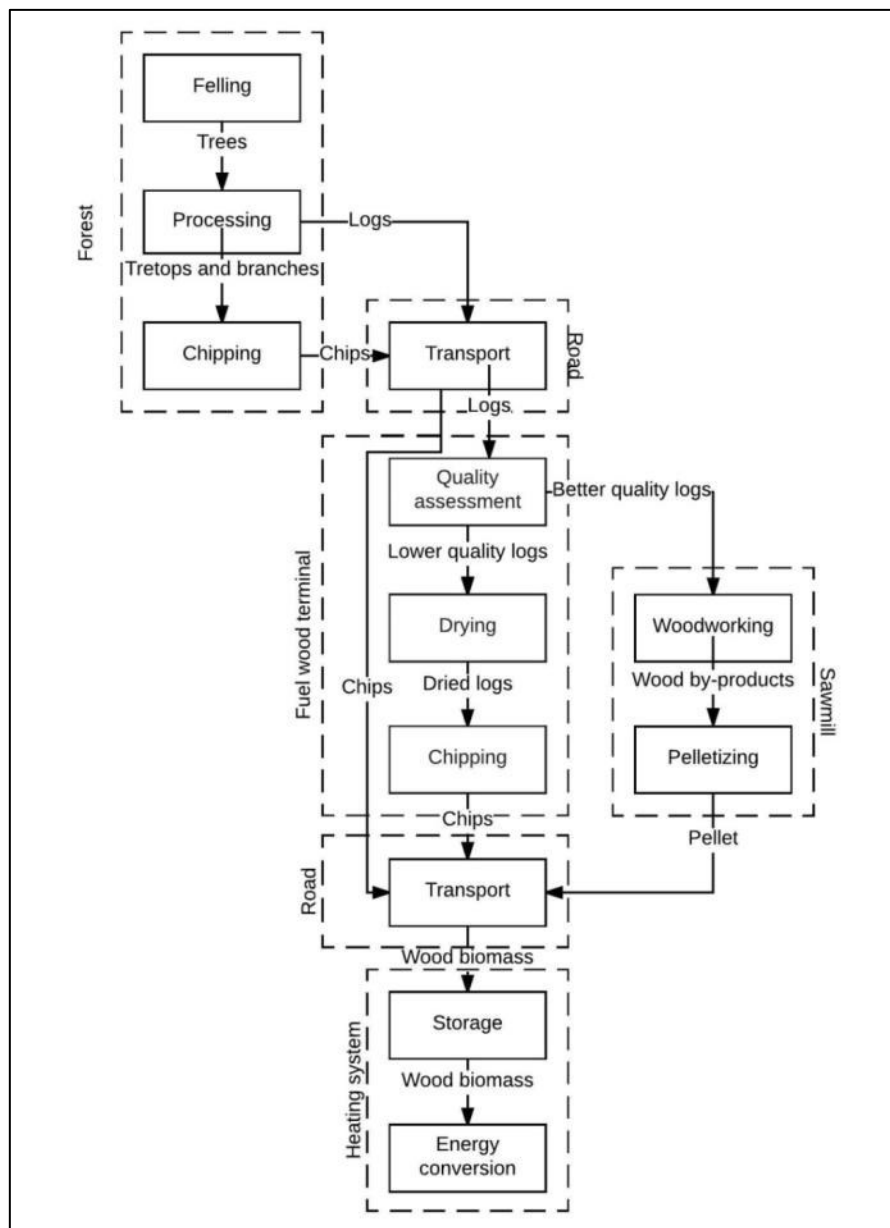 Felling
Trees
Forest
Processing
Logs
Tretops and branches
Chipping
Chips
Transport
Road
Logs
Quality
assessment
Better quality logs
Lower quality logs
Fuel wood terminal
Drying
Woodworking
Chips
Dried logs
Wood by-products
Sawmill
Chipping
Pelletizing
Chips
Pellet
Road
Transport
Wood biomass
Heating system
Storage
Wood biomass
Energy
conversion